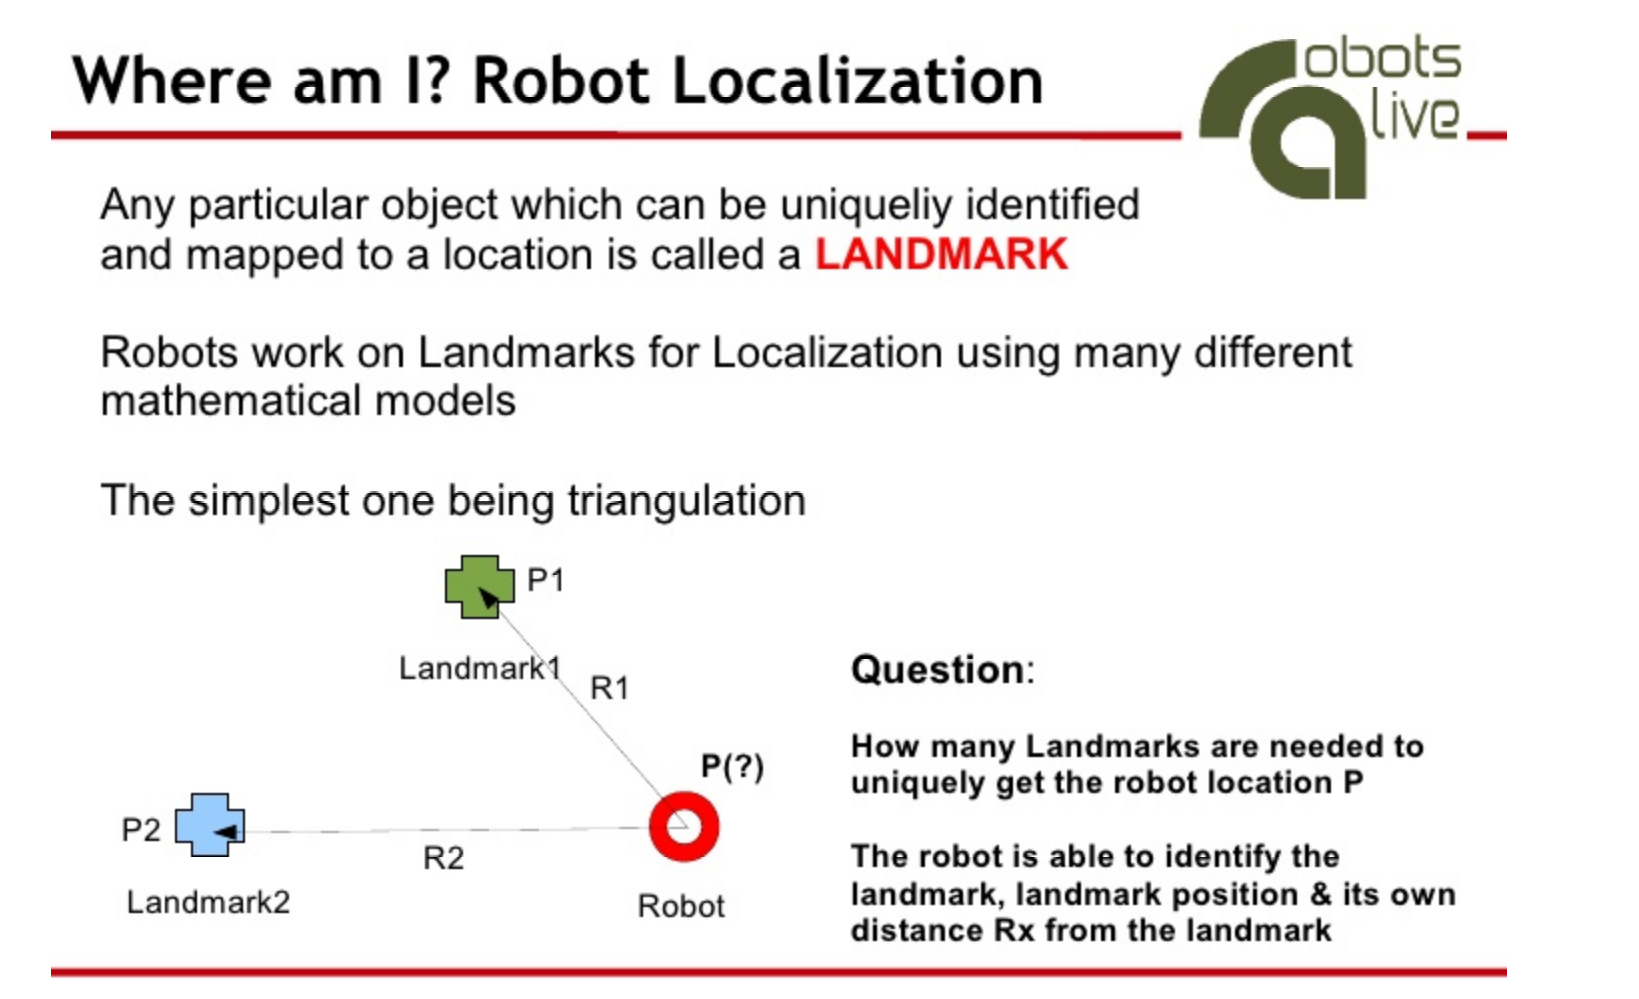 Where am I? Robot Localization
obots
live
Any particular object which can be uniqueliy identified
and mapped to a location is called a LANDMARK
Robots work on Landmarks for Localization using many different
mathematical models
The simplest one being triangulation
P1
Landmark1
R1
P(?)
P2
R2
Landmark2
Robot
Question:
How many Landmarks are needed to
uniquely get the robot location P
The robot is able to identify the
landmark, landmark position & its own
distance Rx from the landmark